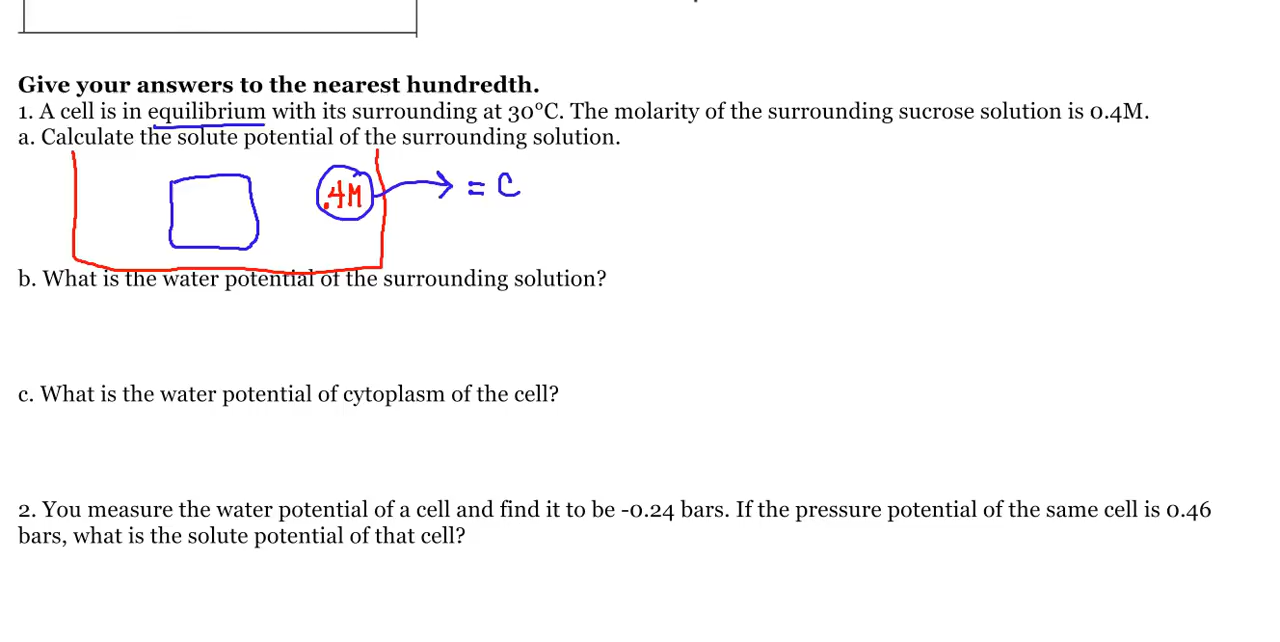 Give your answers to the nearest hundredth.
1. A cell is in equilibrium with its surrounding at 30°C. The molarity of the surrounding sucrose solution is 0.4M.
a. Calculate the solute potential of the surrounding solution.
.4M → = C
b. What is the water potential of the surrounding solution?
c. What is the water potential of cytoplasm of the cell?
2. You measure the water potential of a cell and find it to be -0.24 bars. If the pressure potential of the same cell is 0.46
bars, what is the solute potential of that cell?